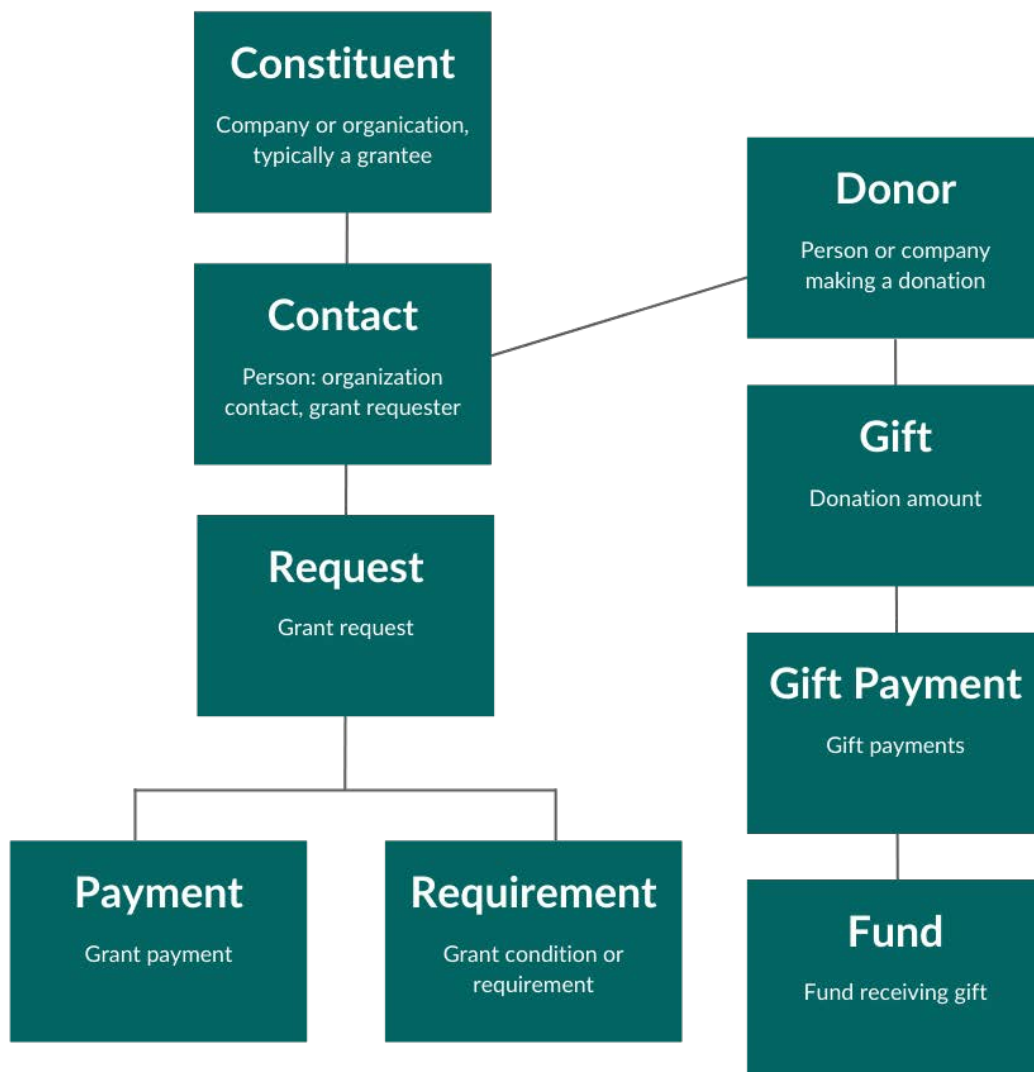 Constituent
Company or organication,
typically a grantee
Contact
Person: organization
contact, grant requester
Request
Grant request
Payment
Grant payment
Requirement
Grant condition or
requirement
Donor
Person or company
making a donation
Gift
Donation amount
Gift Payment
Gift payments
Fund
Fund receiving gift